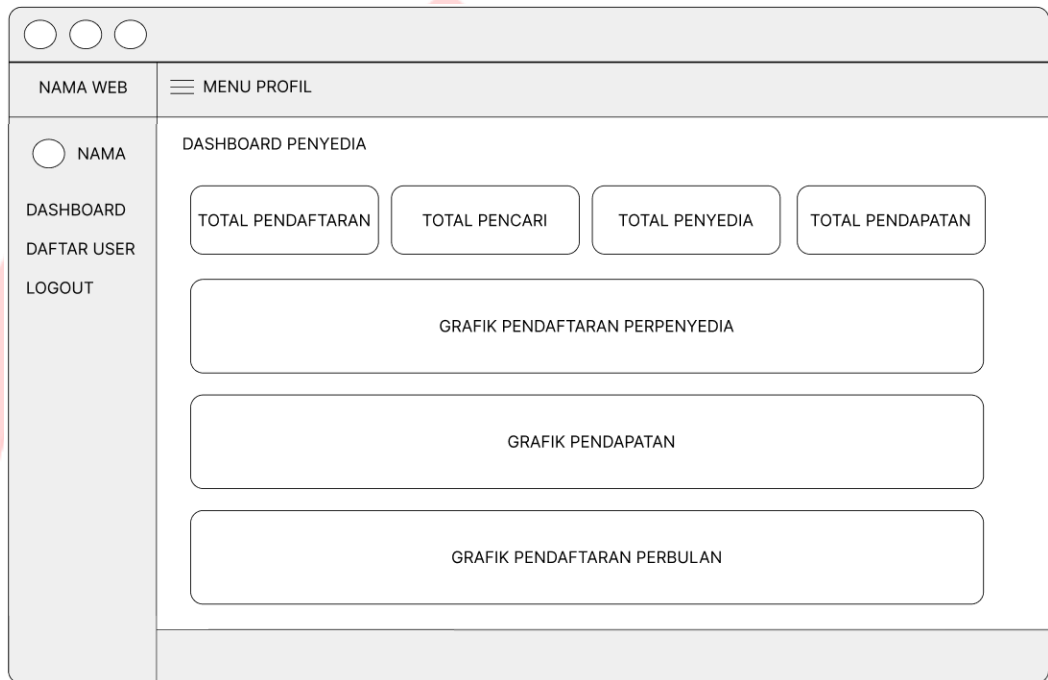 NAMA WEB
MENU PROFIL
NAMA
DASHBOARD
DAFTAR USER
LOGOUT
DASHBOARD PENYEDIA
TOTAL PENDAFTARAN
TOTAL PENCARI
TOTAL PENYEDIA
TOTAL PENDAPATAN
GRAFIK PENDAFTARAN PERPENYEDIA
GRAFIK PENDAPATAN
GRAFIK PENDAFTARAN PERBULAN